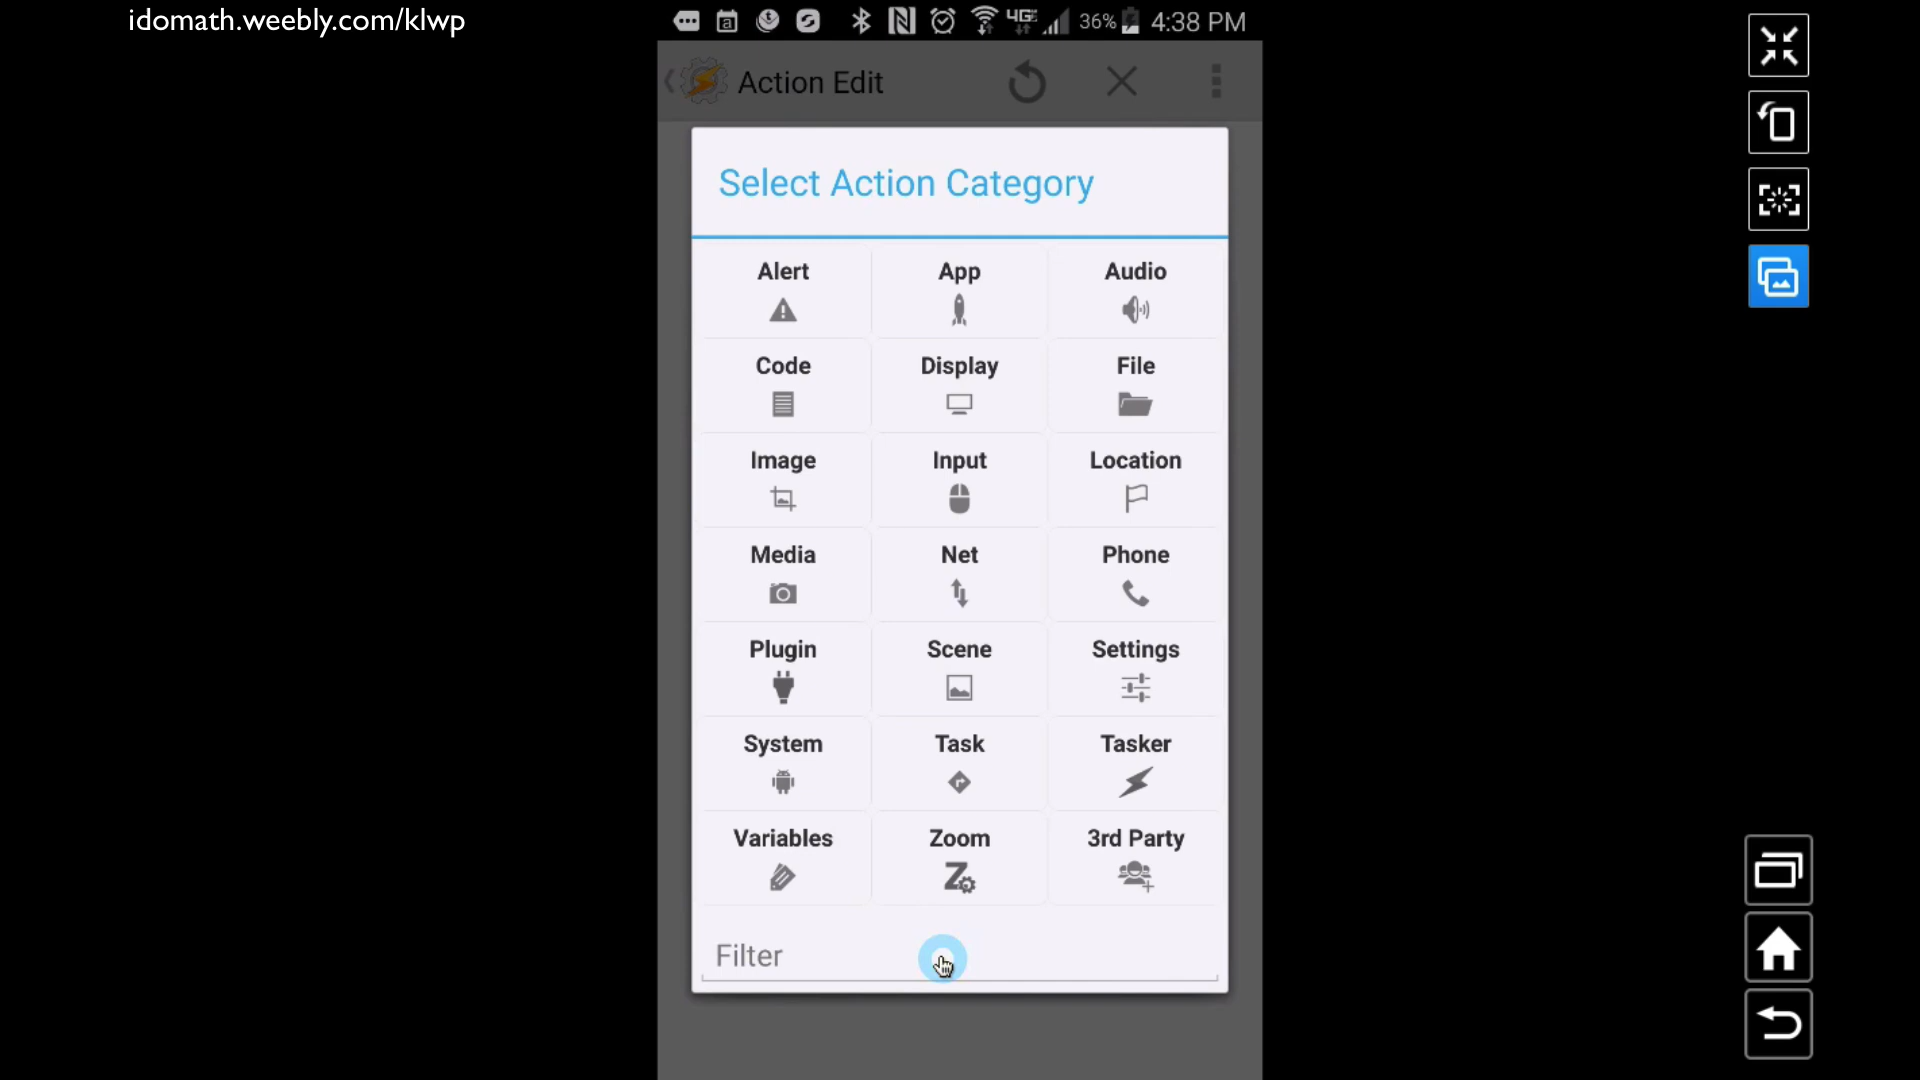 idomath.weebly.com/klwp
4G 36% 4:38 PM
Action Edit
Select Action Category
Alert App Audio
Code Display File
Image Input Location
Media Net Phone
Plugin Scene Settings
System Task Tasker
Variables Zoom 3rd Party
Filter